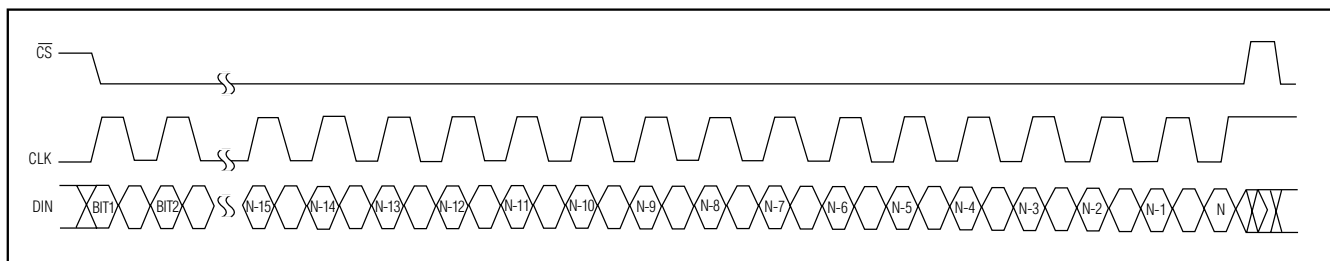 C̅S̅
CLK
DIN BIT1 BIT2 N-15 N-14 N-13 N-12 N-11 N-10 N-9 N-8 N-7 N-6 N-5 N-4 N-3 N-2 N-1 N